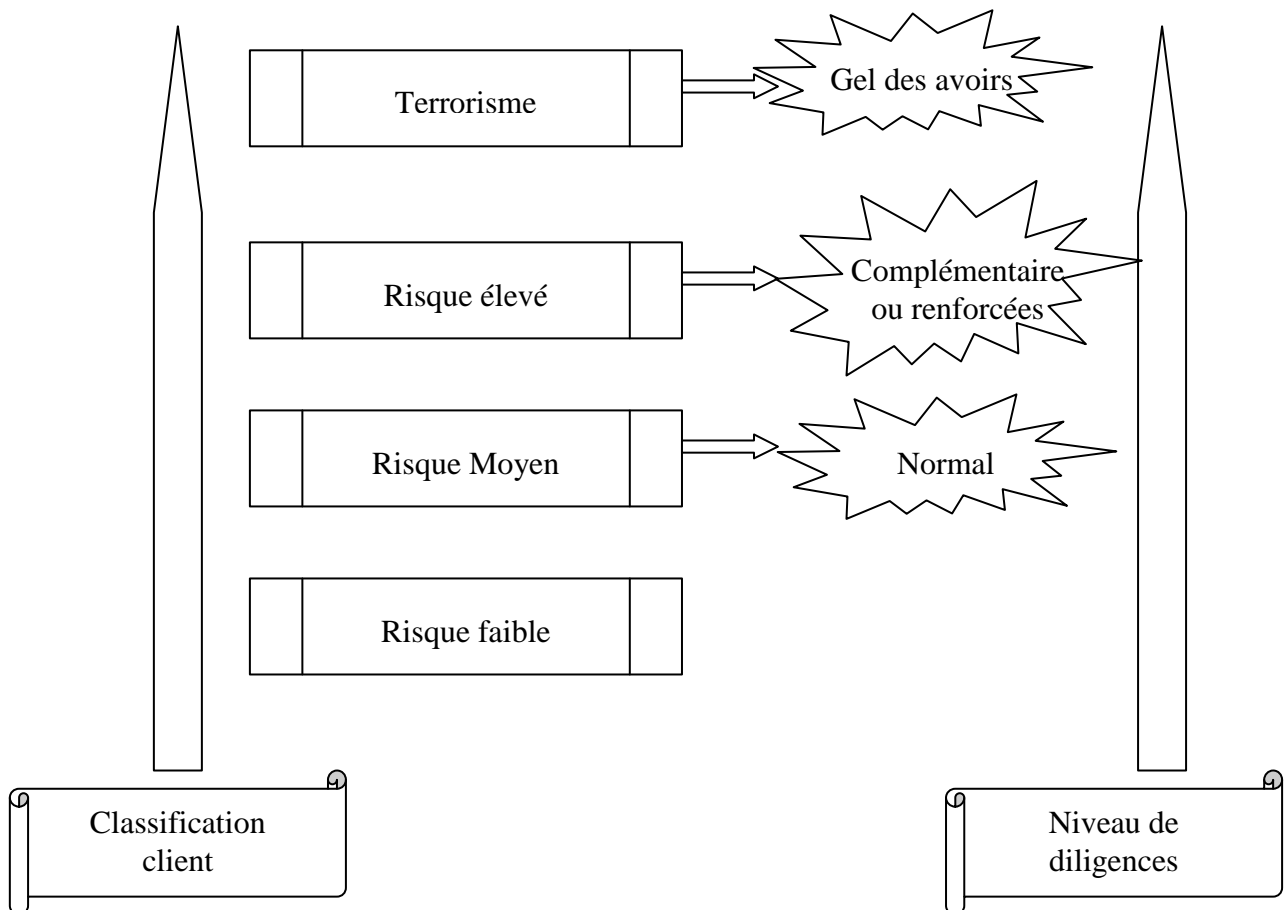 Terrorisme
Gel des avoirs
Risque élevé
Complémentaire
ou renforcées
Risque Moyen
Normal
Risque faible
Classification
client
Niveau de
diligences